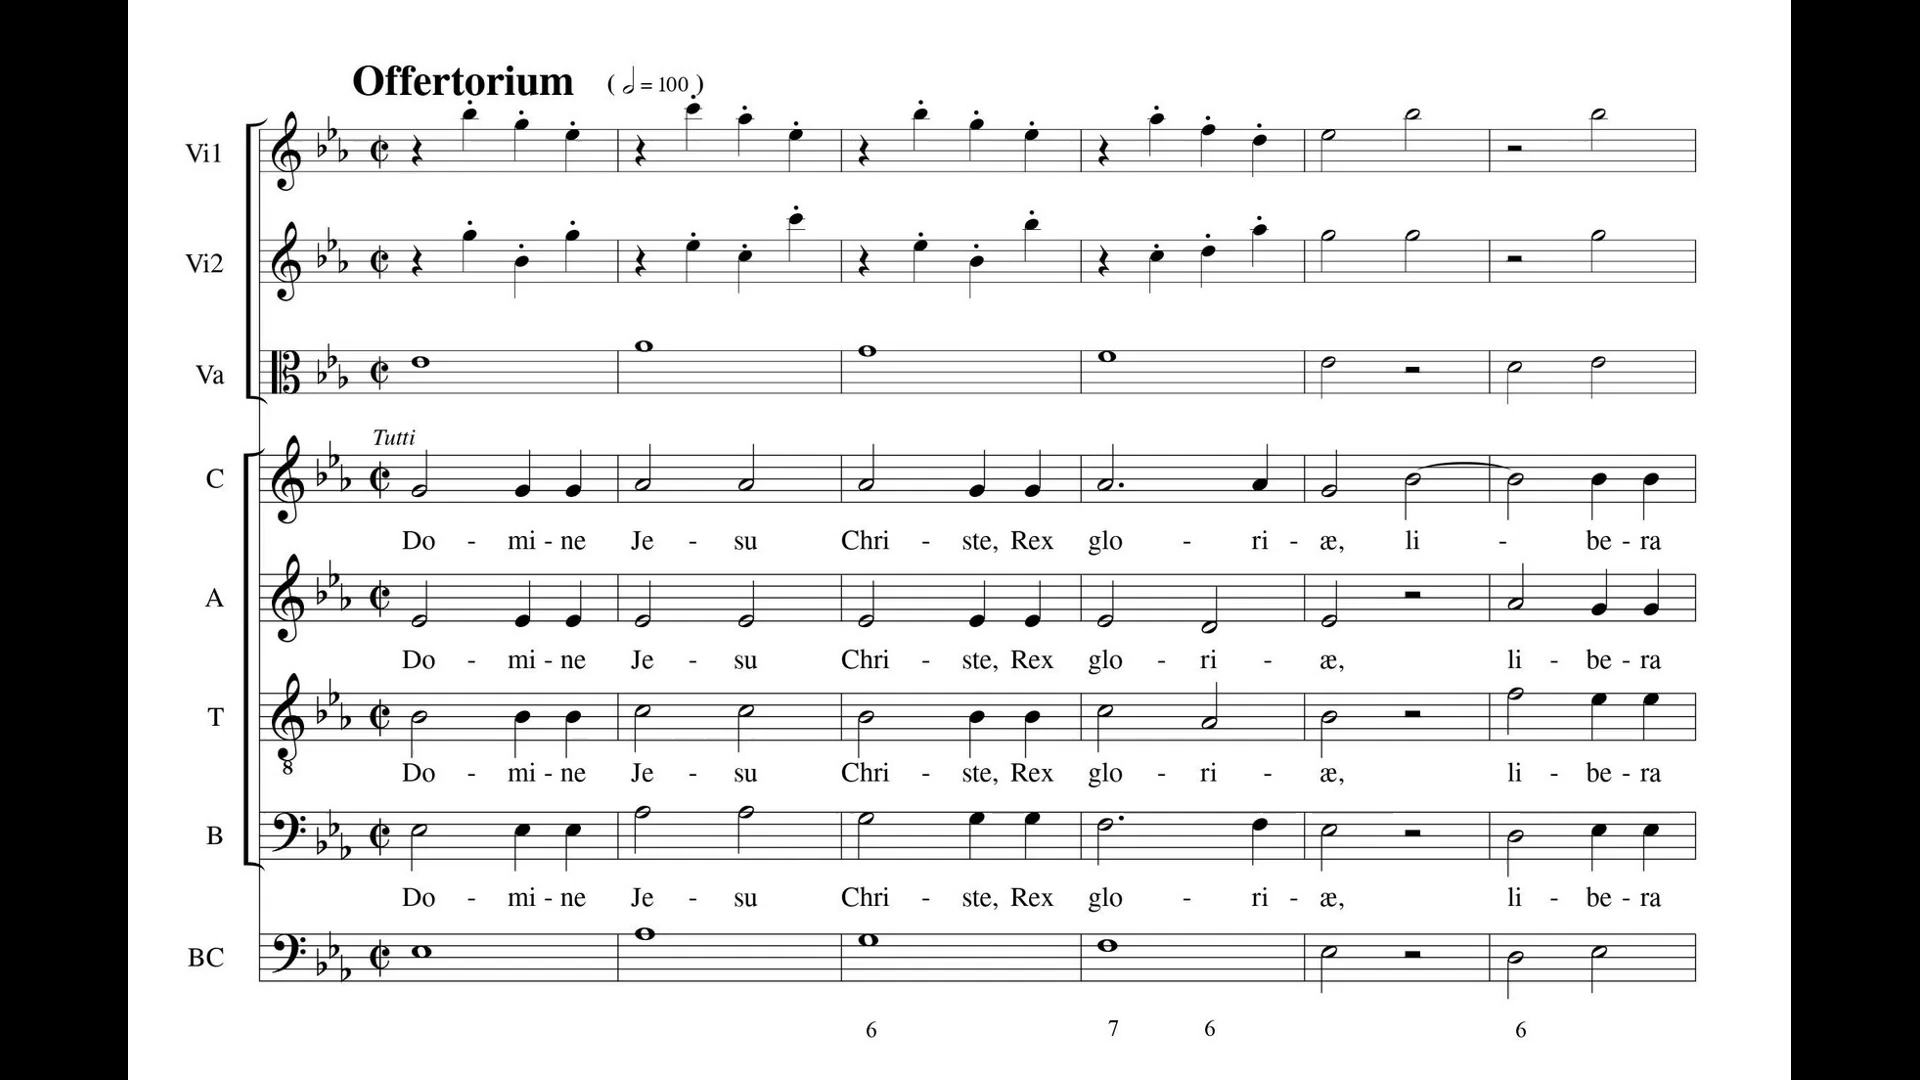 Offertorium ( 𝅗𝅥 = 100 )
Vi1
Vi2
Va
Tutti
C
Do - mi - ne Je - su Chri - ste, Rex glo - ri - æ, li - be - ra
A
Do - mi - ne Je - su Chri - ste, Rex glo - ri - æ, li - be - ra
T
8
Do - mi - ne Je - su Chri - ste, Rex glo - ri - æ, li - be - ra
B
Do - mi - ne Je - su Chri - ste, Rex glo - ri - æ, li - be - ra
BC
6 7 6 6